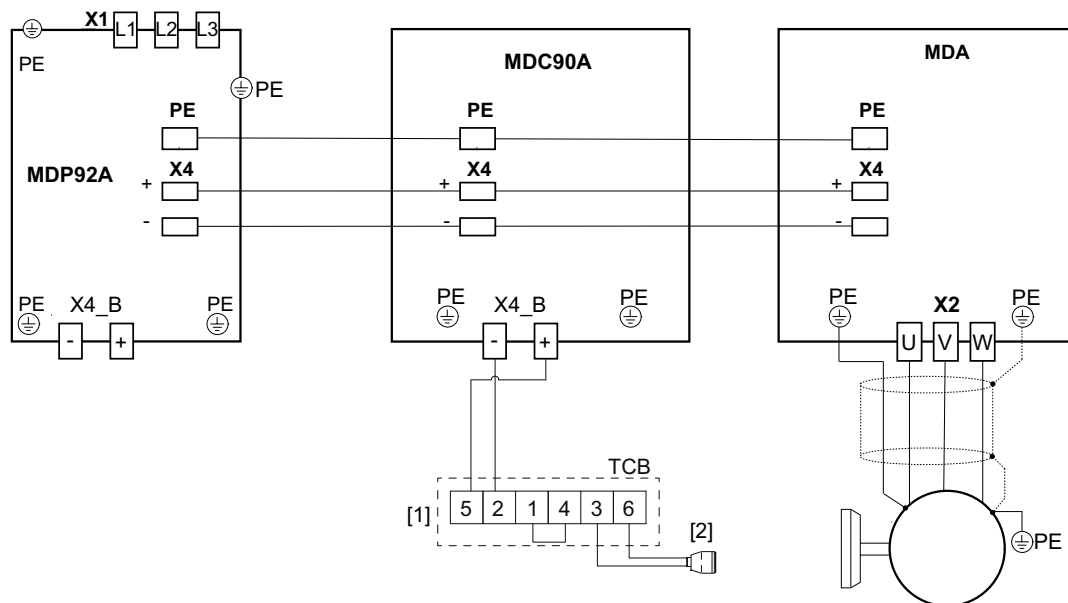 X1 L1 L2 L3
PE
PE
MDP92A
PE
X4
+
-
PE
X4_B
PE
- +
MDC90A
PE
X4
+
-
PE
X4_B
PE
- +
MDA
PE
X4
+
-
PE
X2
PE
U V W
TCB
[1]
5 2 1 4 3 6
[2]
PE